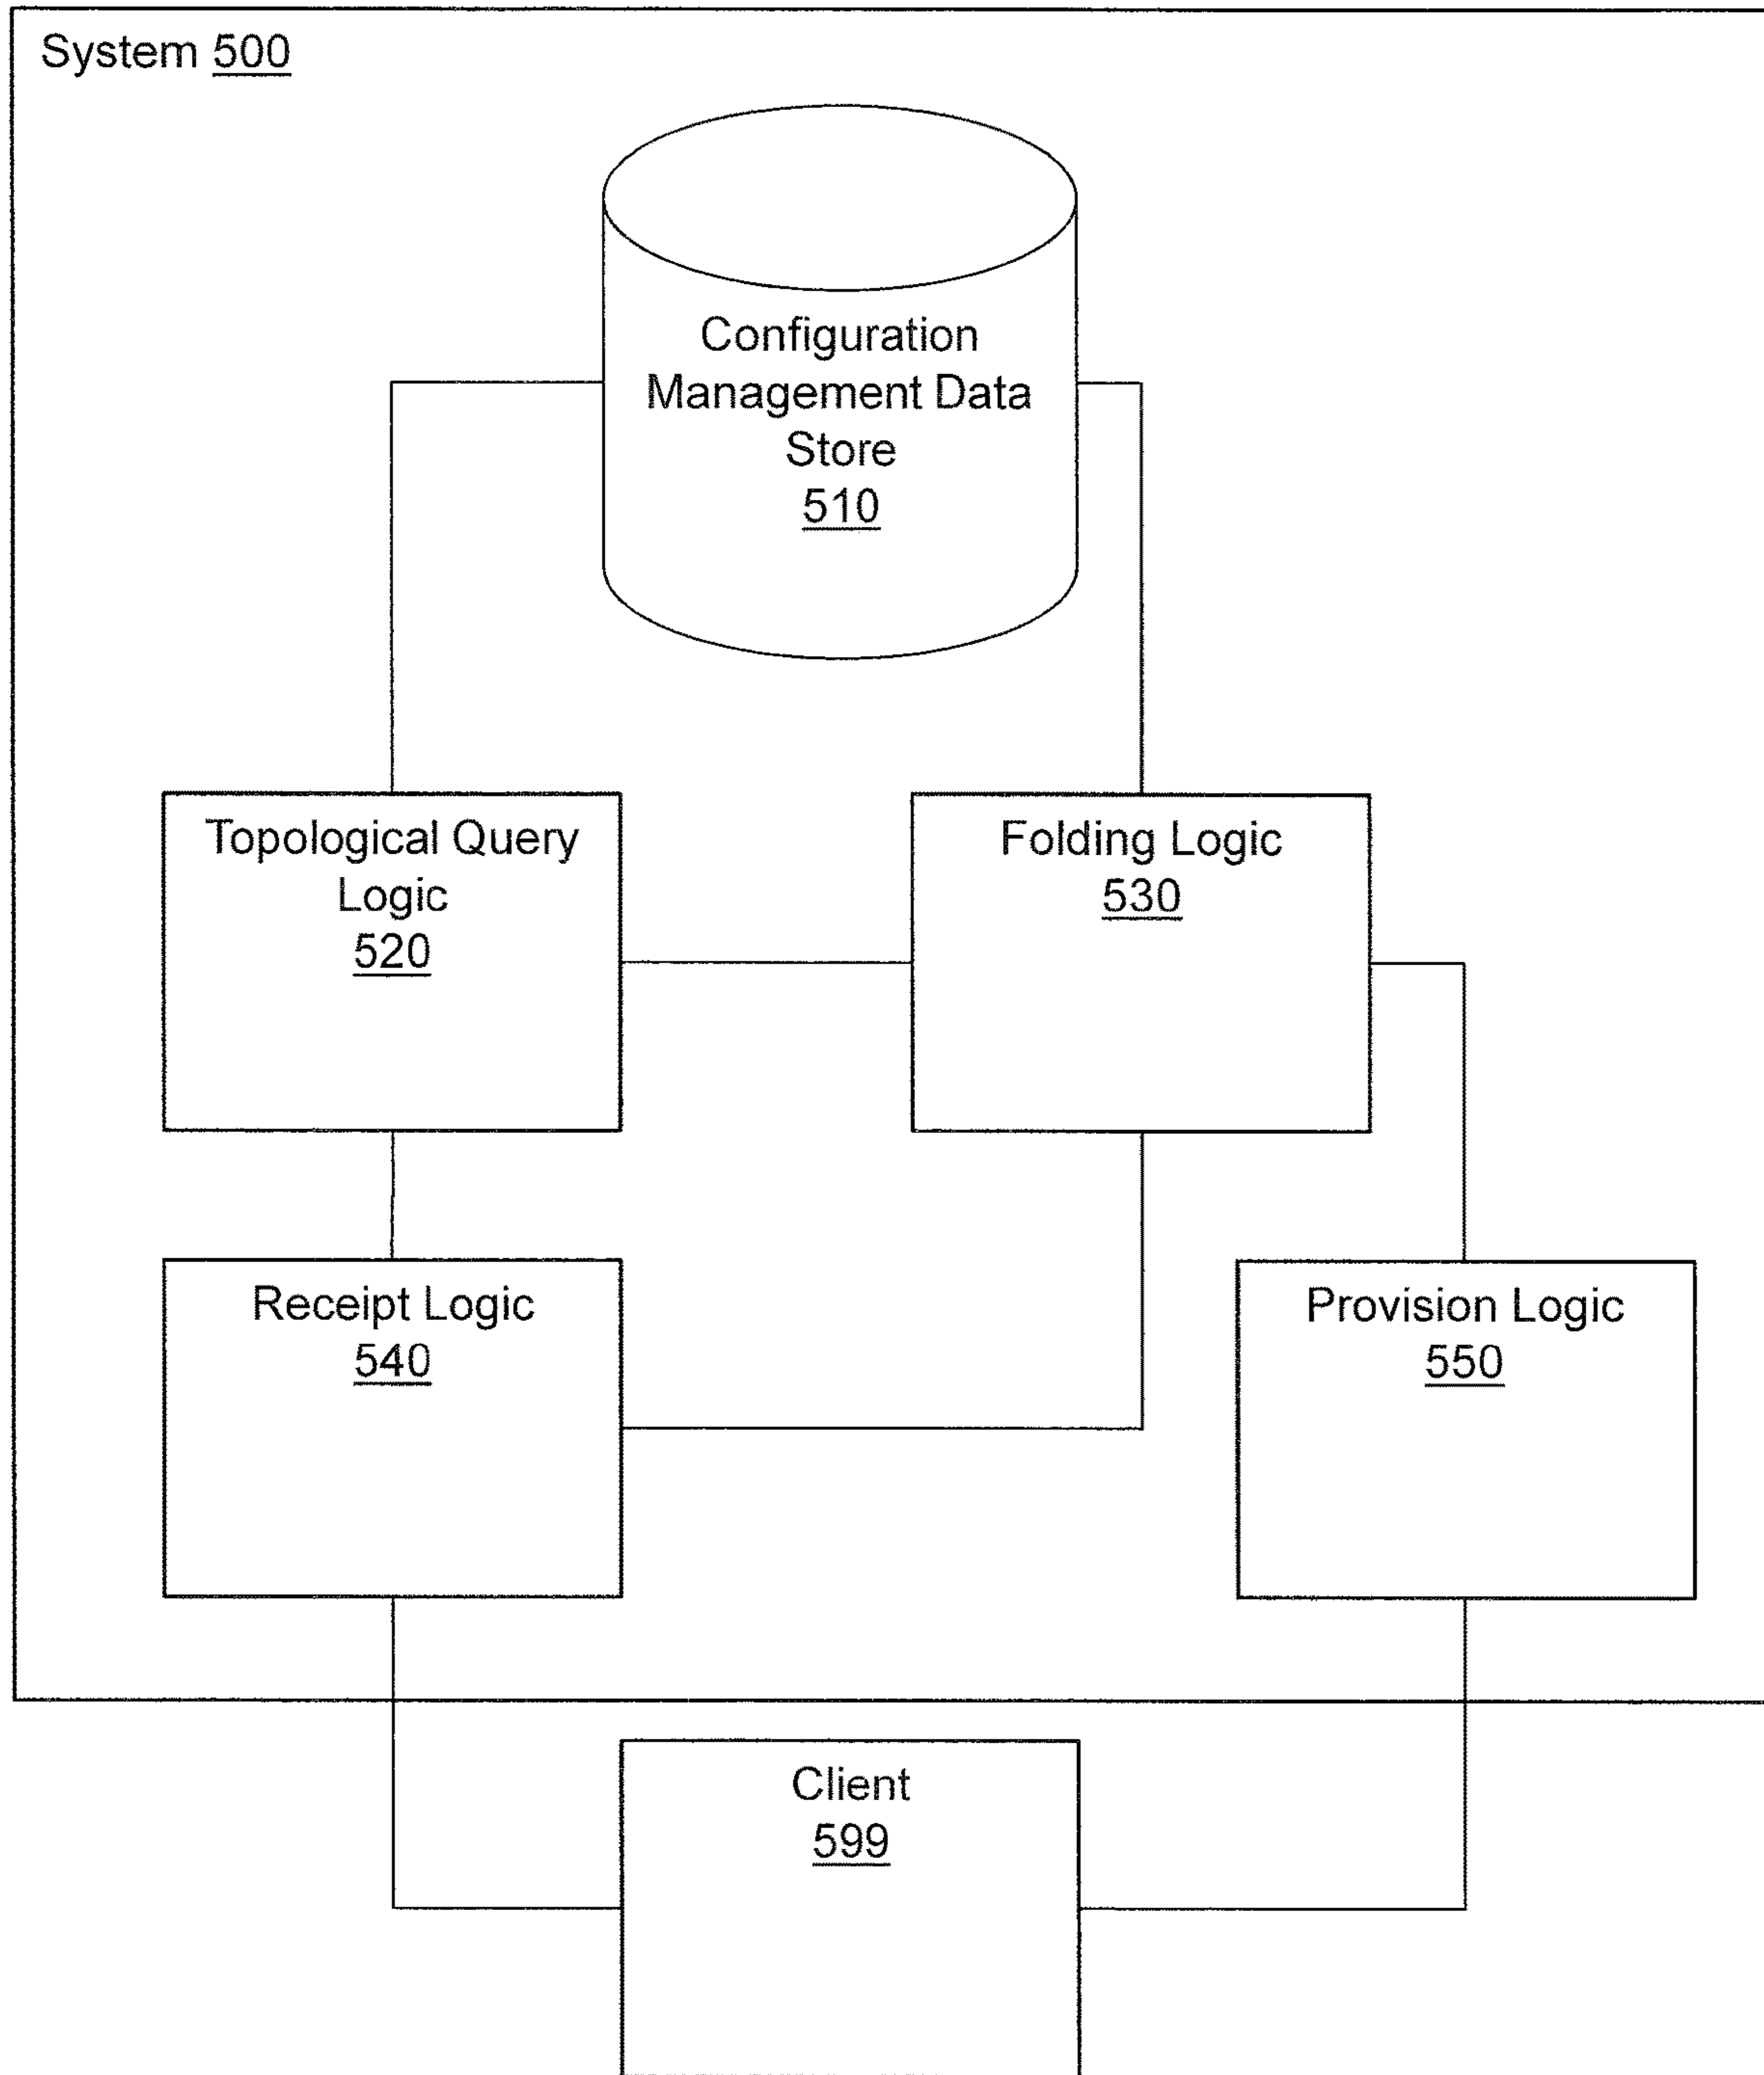 System 500
Configuration
Management Data
Store
510
Topological Query
Logic
520
Folding Logic
530
Receipt Logic
540
Provision Logic
550
Client
599